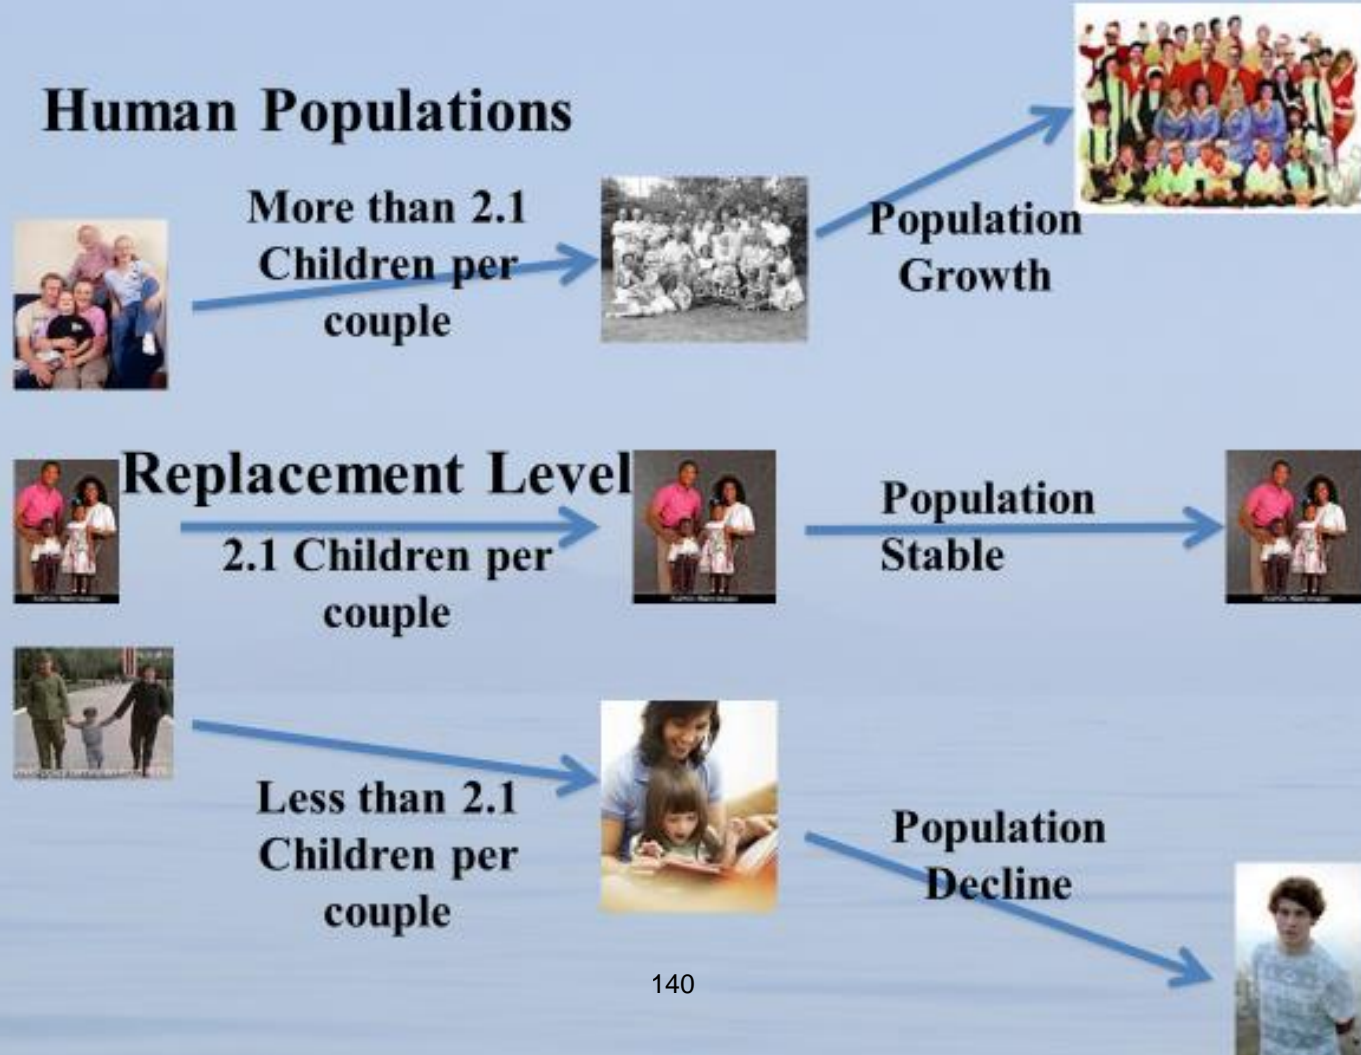 Human Populations
More than 2.1
Children per
couple
Population
Growth
Replacement Level
2.1 Children per
couple
Population
Stable
Less than 2.1
Children per
couple
Population
Decline
140